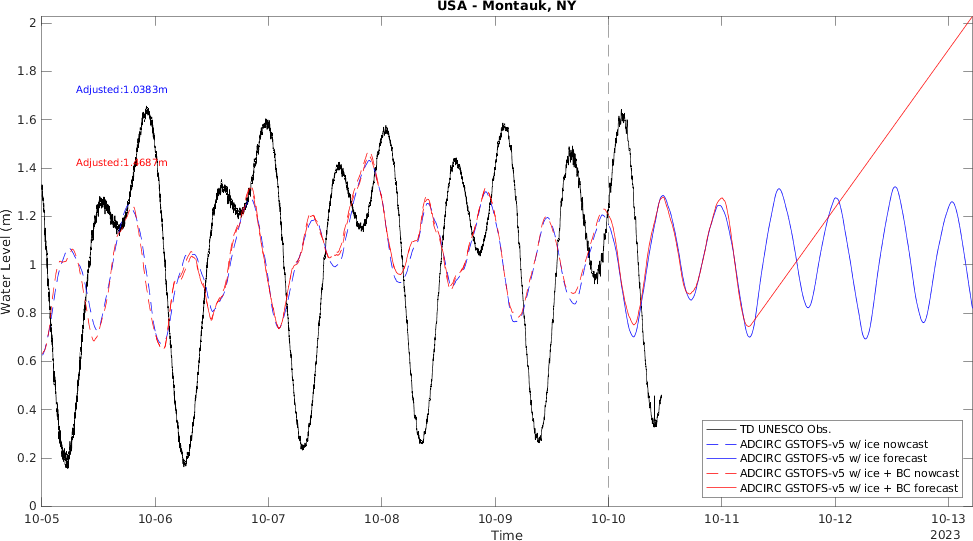 USA - Montauk, NY
2
1.8
1.6
1.4
1.2
1
0.8
0.6
0.4
0.2
0
Water Level (m)
Adjusted:1.0383m
Adjusted:1.0687m
10-05
10-06
10-07
10-08
10-09
10-10
10-11
10-12
10-13
2023
Time
TD UNESCO Obs.
ADCIRC GSTOFS-v5 w/ ice nowcast
ADCIRC GSTOFS-v5 w/ ice forecast
ADCIRC GSTOFS-v5 w/ ice + BC nowcast
ADCIRC GSTOFS-v5 w/ ice + BC forecast